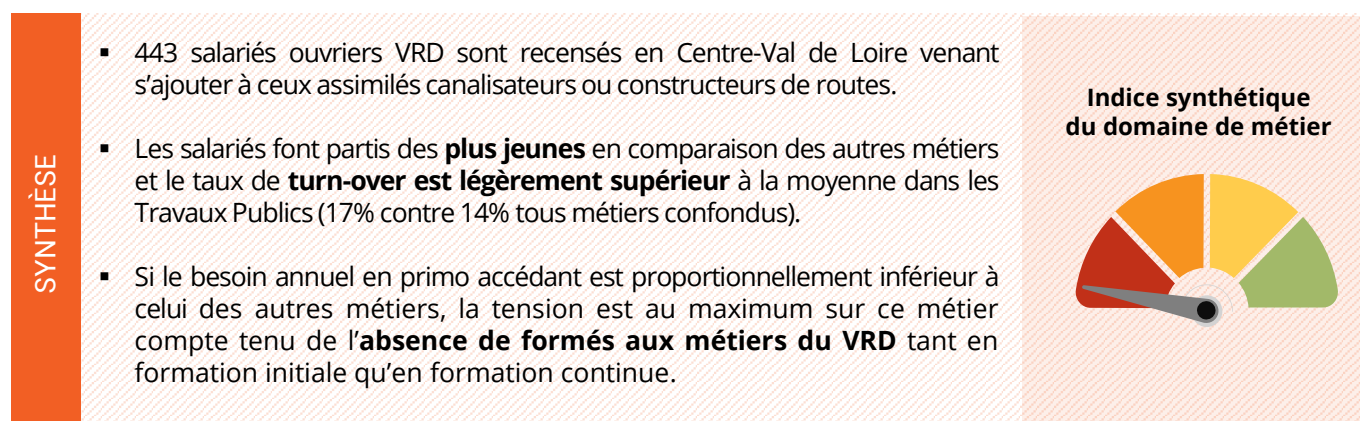 SYNTHÈSE
▪ 443 salariés ouvriers VRD sont recensés en Centre-Val de Loire venant
s’ajouter à ceux assimilés canalisateurs ou constructeurs de routes.
▪ Les salariés font partis des plus jeunes en comparaison des autres métiers
et le taux de turn-over est légèrement supérieur à la moyenne dans les
Travaux Publics (17% contre 14% tous métiers confondus).
▪ Si le besoin annuel en primo accédant est proportionnellement inférieur à
celui des autres métiers, la tension est au maximum sur ce métier
compte tenu de l’absence de formés aux métiers du VRD tant en
formation initiale qu’en formation continue.
Indice synthétique
du domaine de métier